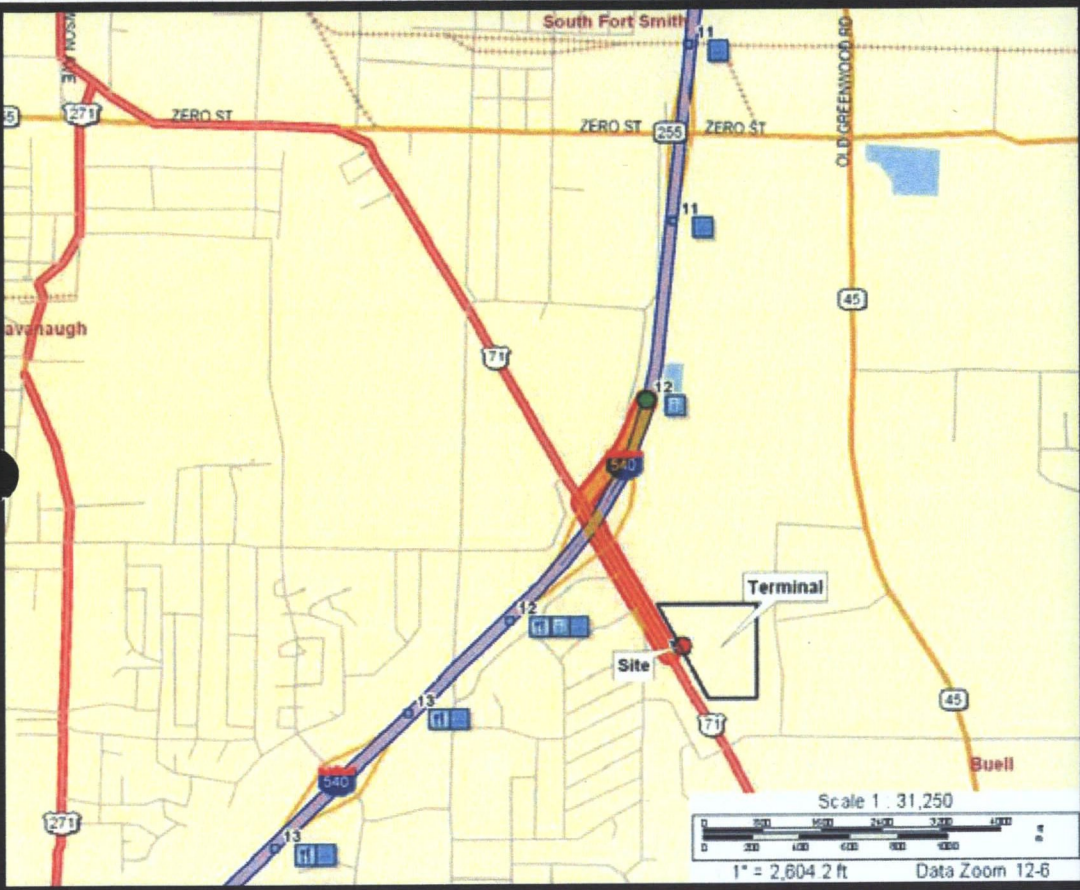 South Fort Smith
11
271
ZERO ST
ZERO ST
255
ZERO ST
OLD GREENWOOD RD
11
45
avanaugh
71
12
540
Terminal
12
Site
13
71
45
Buell
540
271
13
Scale 1 : 31,250
1" = 2,604.2 ft
Data Zoom 12-6